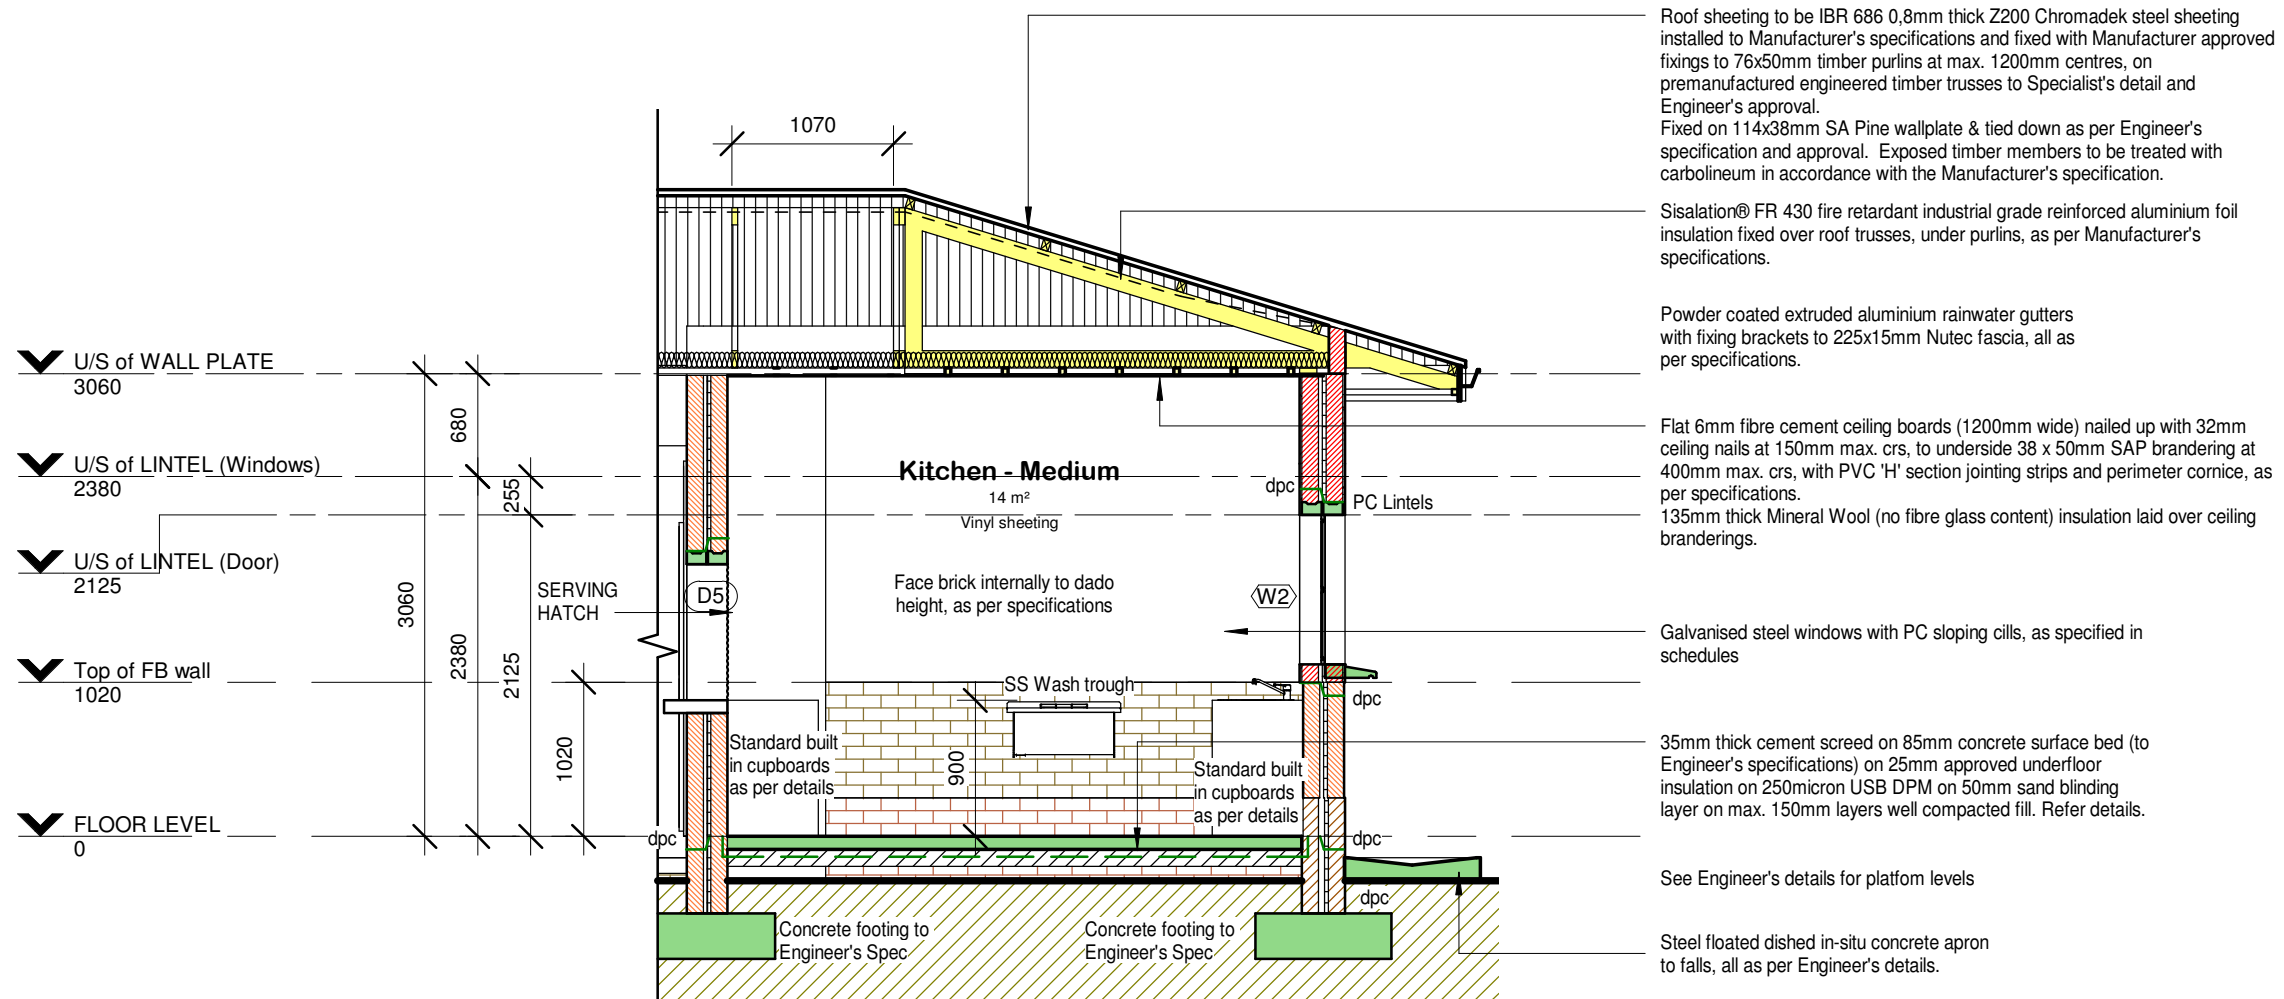 Roof sheeting to be IBR 686 0,8mm thick Z200 Chromadek steel sheeting
installed to Manufacturer's specifications and fixed with Manufacturer approved
fixings to 76x50mm timber purlins at max. 1200mm centres, on
premanufactured engineered timber trusses to Specialist's detail and
Engineer's approval.
Fixed on 114x38mm SA Pine wallplate & tied down as per Engineer's
specification and approval.  Exposed timber members to be treated with
carbolineum in accordance with the Manufacturer's specification.
Sisalation® FR 430 fire retardant industrial grade reinforced aluminium foil
insulation fixed over roof trusses, under purlins, as per Manufacturer's
specifications.
Powder coated extruded aluminium rainwater gutters
with fixing brackets to 225x15mm Nutec fascia, all as
per specifications.
Flat 6mm fibre cement ceiling boards (1200mm wide) nailed up with 32mm
ceiling nails at 150mm max. crs, to underside 38 x 50mm SAP brandering at
400mm max. crs, with PVC 'H' section jointing strips and perimeter cornice, as
per specifications.
135mm thick Mineral Wool (no fibre glass content) insulation laid over ceiling
branderings.
Galvanised steel windows with PC sloping cills, as specified in
schedules
35mm thick cement screed on 85mm concrete surface bed (to
Engineer's specifications) on 25mm approved underfloor
insulation on 250micron USB DPM on 50mm sand blinding
layer on max. 150mm layers well compacted fill. Refer details.
See Engineer's details for platfom levels
Steel floated dished in-situ concrete apron
to falls, all as per Engineer's details.
1070
U/S of WALL PLATE
3060
U/S of LINTEL (Windows)
2380
U/S of LINTEL (Door)
2125
Top of FB wall
1020
FLOOR LEVEL
0
3060
680
2380
255
2125
1020
900
SERVING
HATCH
D5
Kitchen - Medium
14 m²
Vinyl sheeting
Face brick internally to dado
height, as per specifications
W2
dpc
PC Lintels
SS Wash trough
dpc
Standard built
in cupboards
as per details
Standard built
in cupboards
as per details
dpc
dpc
dpc
Concrete footing to
Engineer's Spec
Concrete footing to
Engineer's Spec